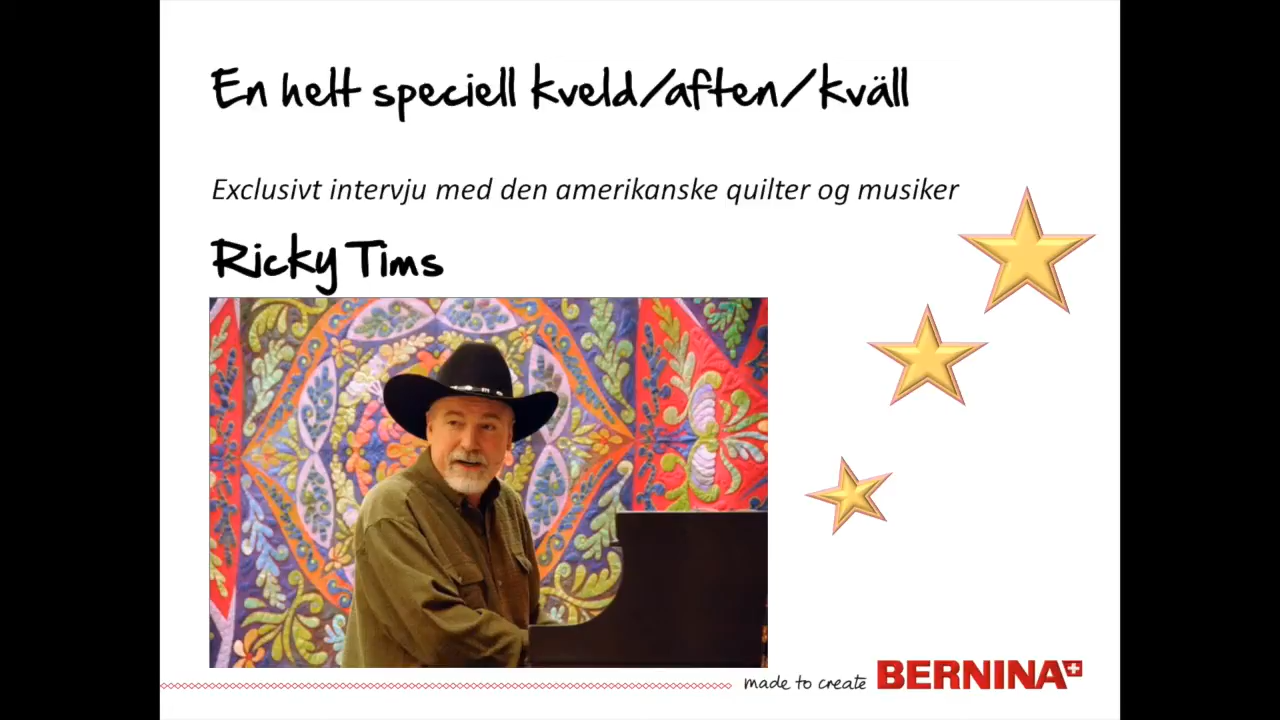 En helt speciell kveld/aften/kväll
Exclusivt intervju med den amerikanske quilter og musiker
Ricky Tims
made to create BERNINA